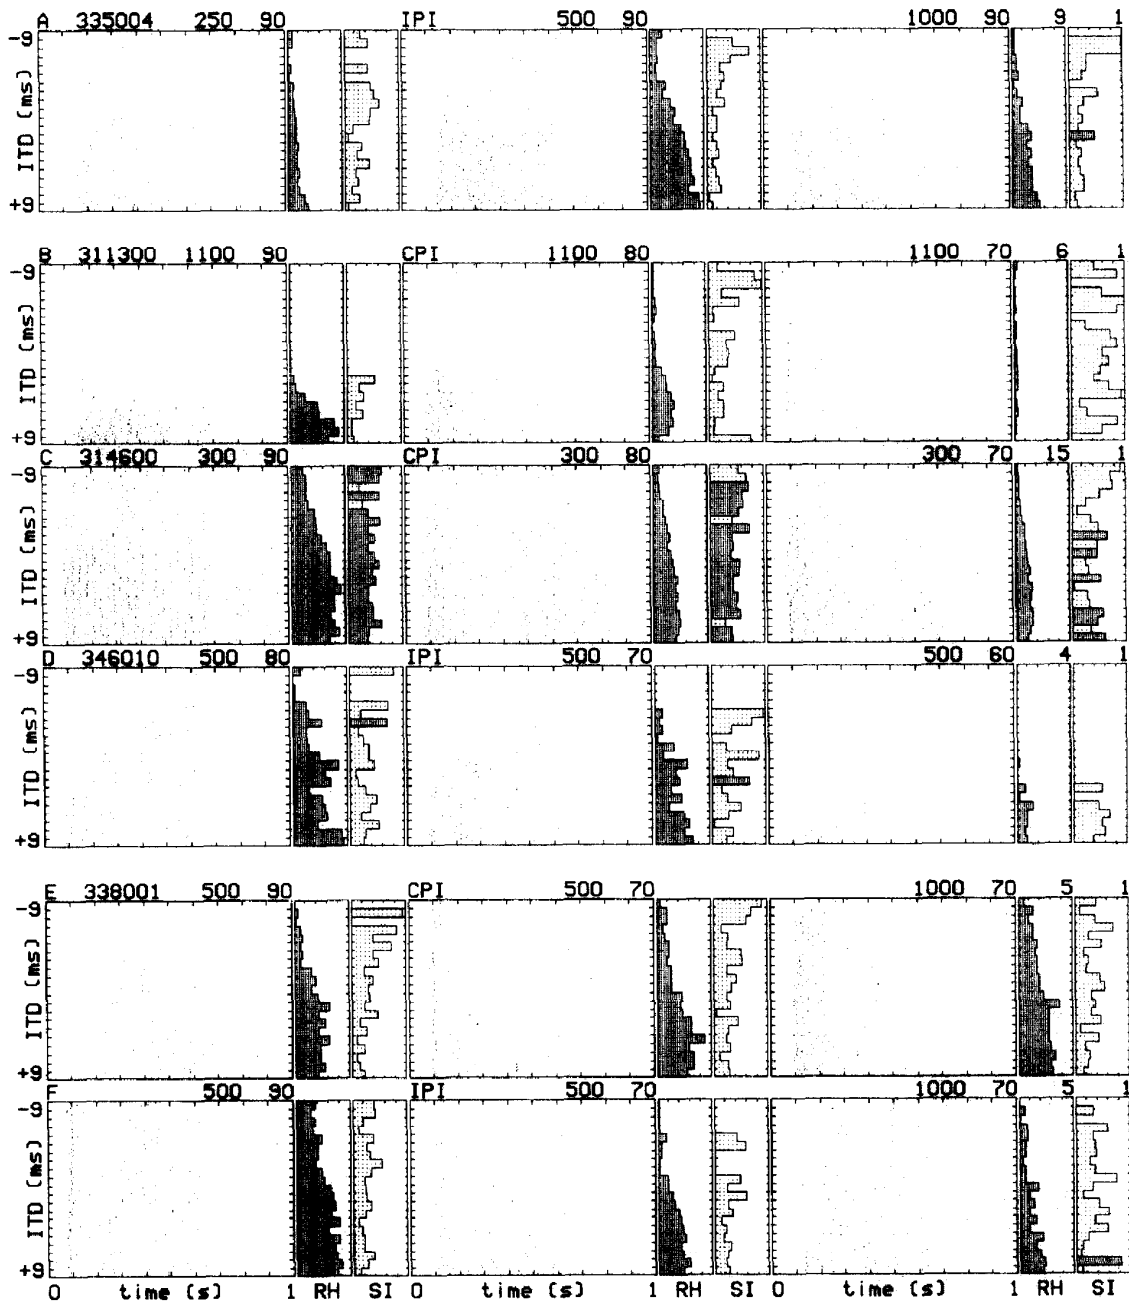 A 335004 250 90 IPI 500 90 1000 90 9 1
-9
ITD (ms)
+9
B 311300 1100 90 CPI 1100 80 1100 70 6 1
-9
ITD (ms)
+9
C 314600 300 90 CPI 300 80 300 70 15 1
-9
ITD (ms)
+9
D 346010 500 80 IPI 500 70 500 60 4 1
-9
ITD (ms)
+9
E 338001 500 90 CPI 500 70 1000 70 5 1
-9
ITD (ms)
+9
F 500 90 IPI 500 70 1000 70 5 1
-9
ITD (ms)
+9
0 time (s) 1 RH SI 0 time (s) 1 RH SI 0 time (s) 1 RH SI